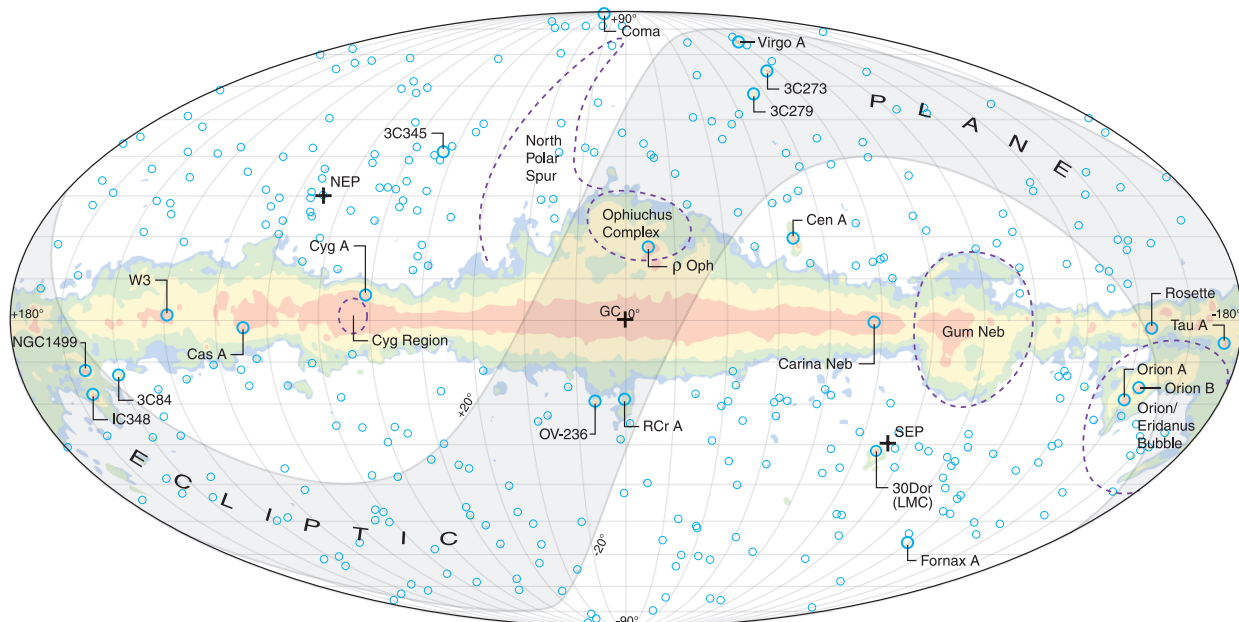 +90°
Coma
Virgo A
3C273
3C279
P L A N E
3C345
North
Polar
Spur
NEP
Ophiuchus
Complex
Cen A
Cyg A
ρ Oph
W3
Rosette
+180°
GC
0°
-180°
Tau A
NGC1499
Cas A
Cyg Region
Carina Neb
Gum Neb
Orion A
Orion B
3C84
IC348
+20°
OV-236
RCr A
Orion/
Eridanus
Bubble
SEP
30Dor
(LMC)
E C L I P T I C
-20°
Fornax A
-90°